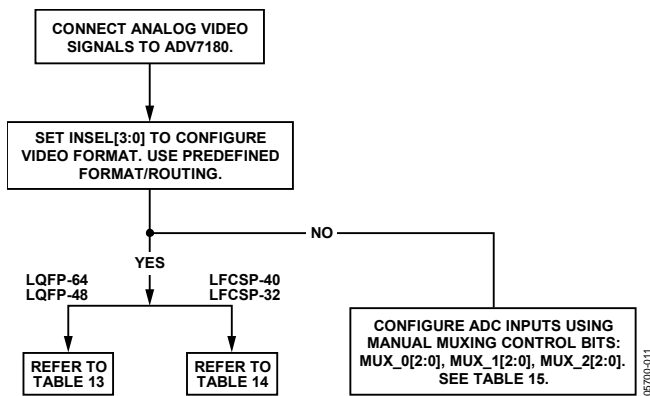 CONNECT ANALOG VIDEO
SIGNALS TO ADV7180.
SET INSEL[3:0] TO CONFIGURE
VIDEO FORMAT. USE PREDEFINED
FORMAT/ROUTING.
NO
YES
LQFP-64
LQFP-48
LFCSP-40
LFCSP-32
REFER TO
TABLE 13
REFER TO
TABLE 14
CONFIGURE ADC INPUTS USING
MANUAL MUXING CONTROL BITS:
MUX_0[2:0], MUX_1[2:0], MUX_2[2:0].
SEE TABLE 15.
05700-011